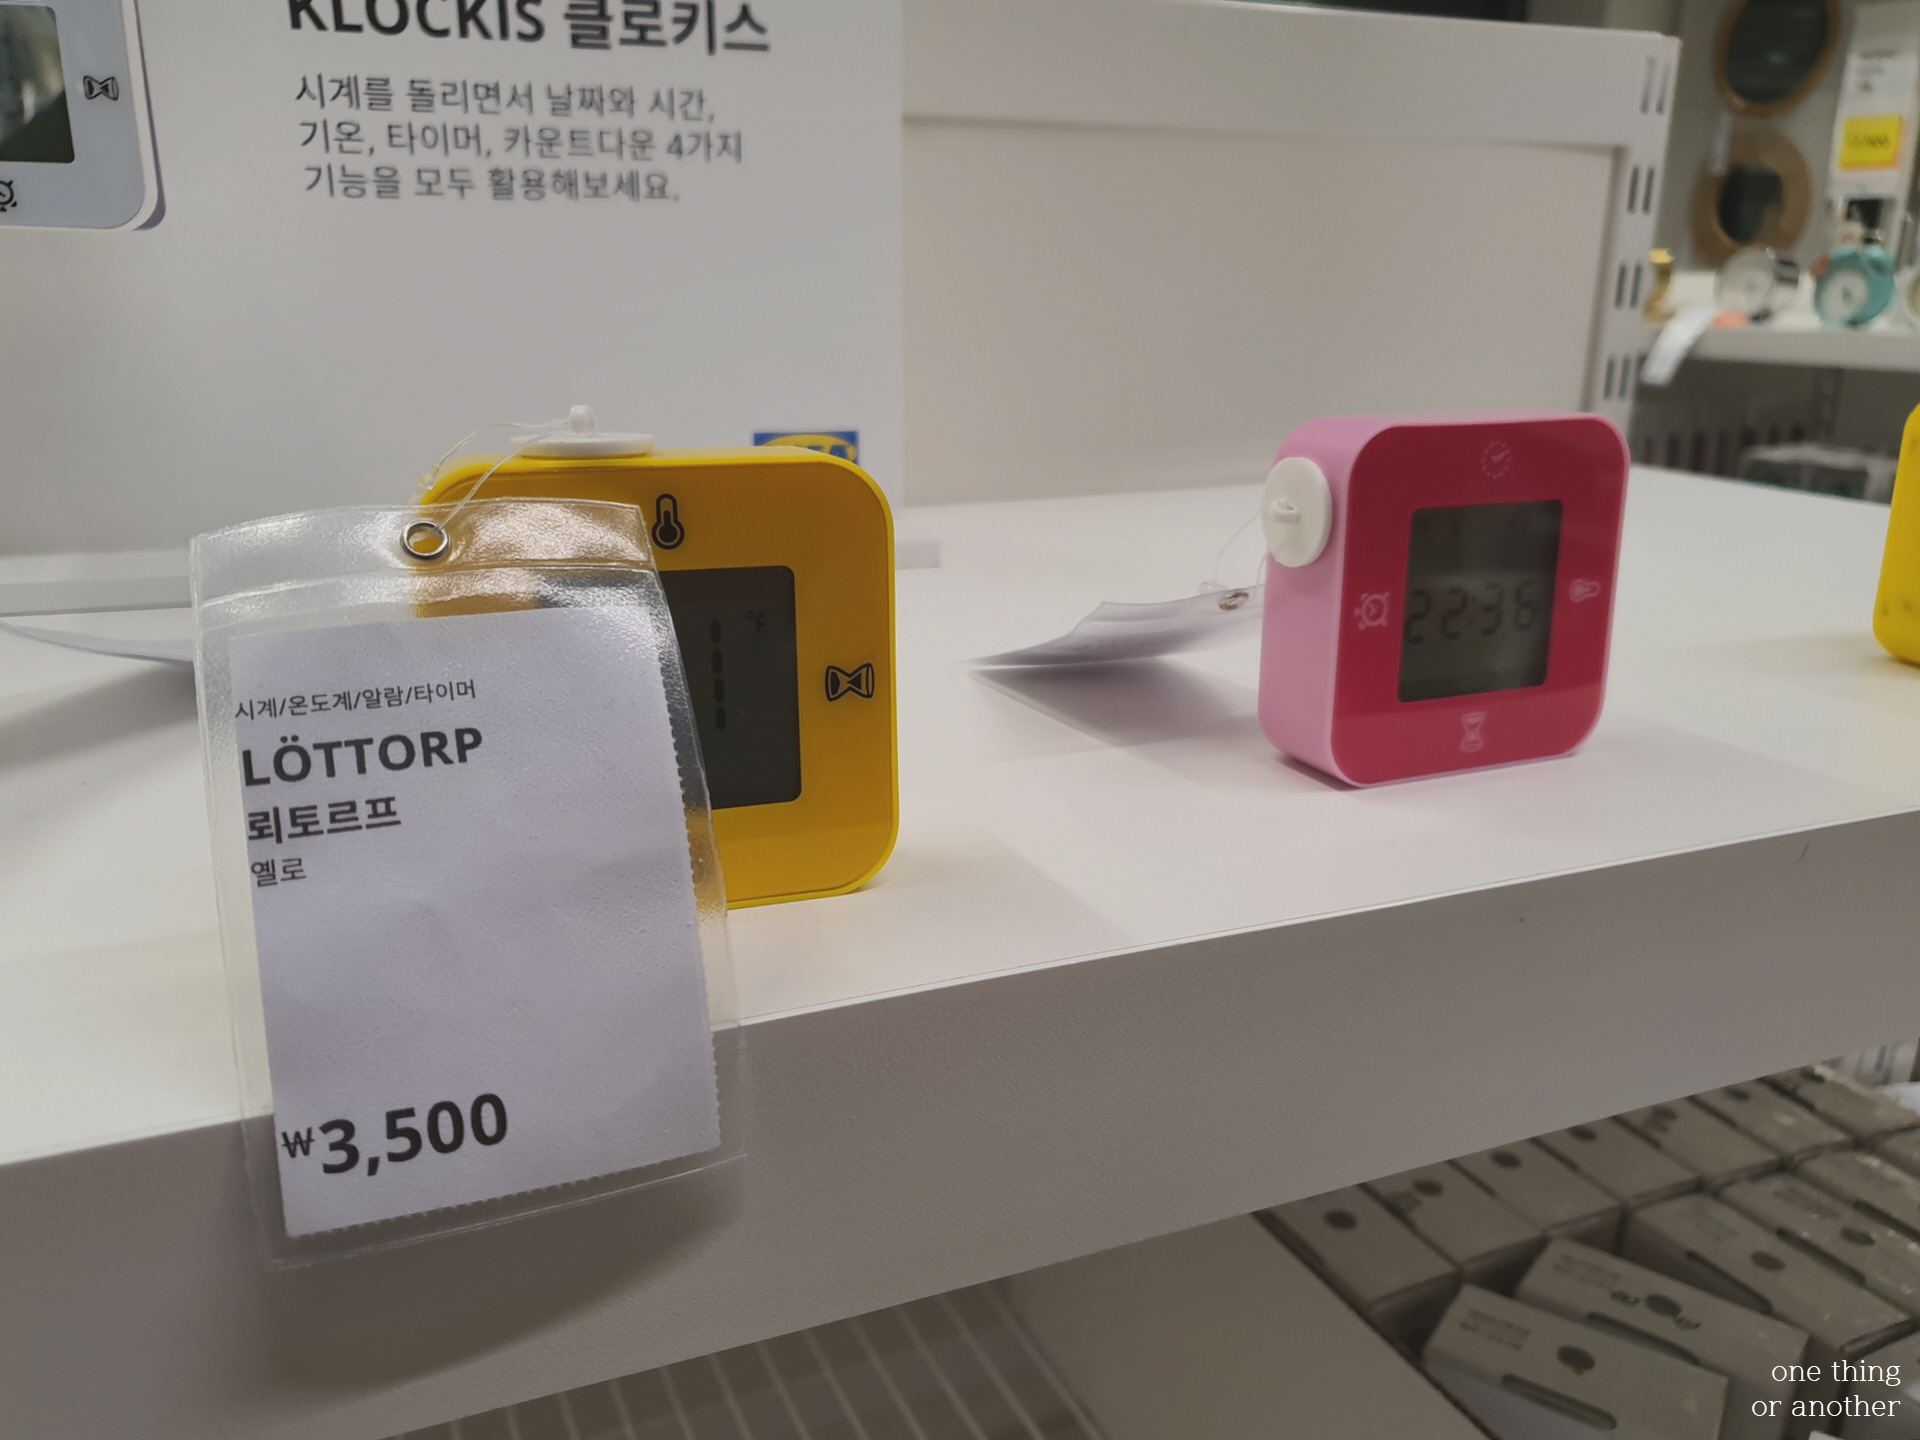 KLOCKIS 클로키스
시계를 돌리면서 날짜와 시간,
기온, 타이머, 카운트다운 4가지
기능을 모두 활용해보세요.
°F
시계/온도계/알람/타이머
LÖTTORP
뢰토르프
옐로
₩3,500
22:36
one thing
or another